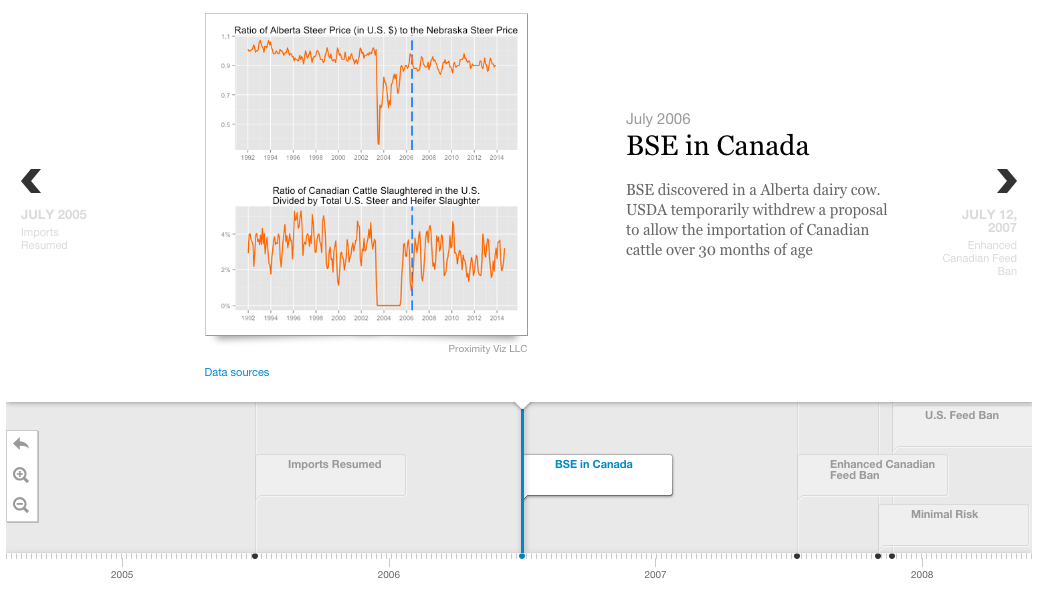 Ratio of Alberta Steer Price (in U.S. $) to the Nebraska Steer Price
1.1
0.9
0.7
0.5
1992 1994 1996 1998 2000 2002 2004 2006 2008 2010 2012 2014
Ratio of Canadian Cattle Slaughtered in the U.S.
Divided by Total U.S. Steer and Heifer Slaughter
4%
2%
0%
1992 1994 1996 1998 2000 2002 2004 2006 2008 2010 2012 2014
Proximity Viz LLC
Data sources
July 2006
BSE in Canada
BSE discovered in a Alberta dairy cow.
USDA temporarily withdrew a proposal
to allow the importation of Canadian
cattle over 30 months of age
JULY 2005
Imports
Resumed
JULY 12,
2007
Enhanced
Canadian Feed
Ban
U.S. Feed Ban
Imports Resumed
BSE in Canada
Enhanced Canadian
Feed Ban
Minimal Risk
2005 2006 2007 2008